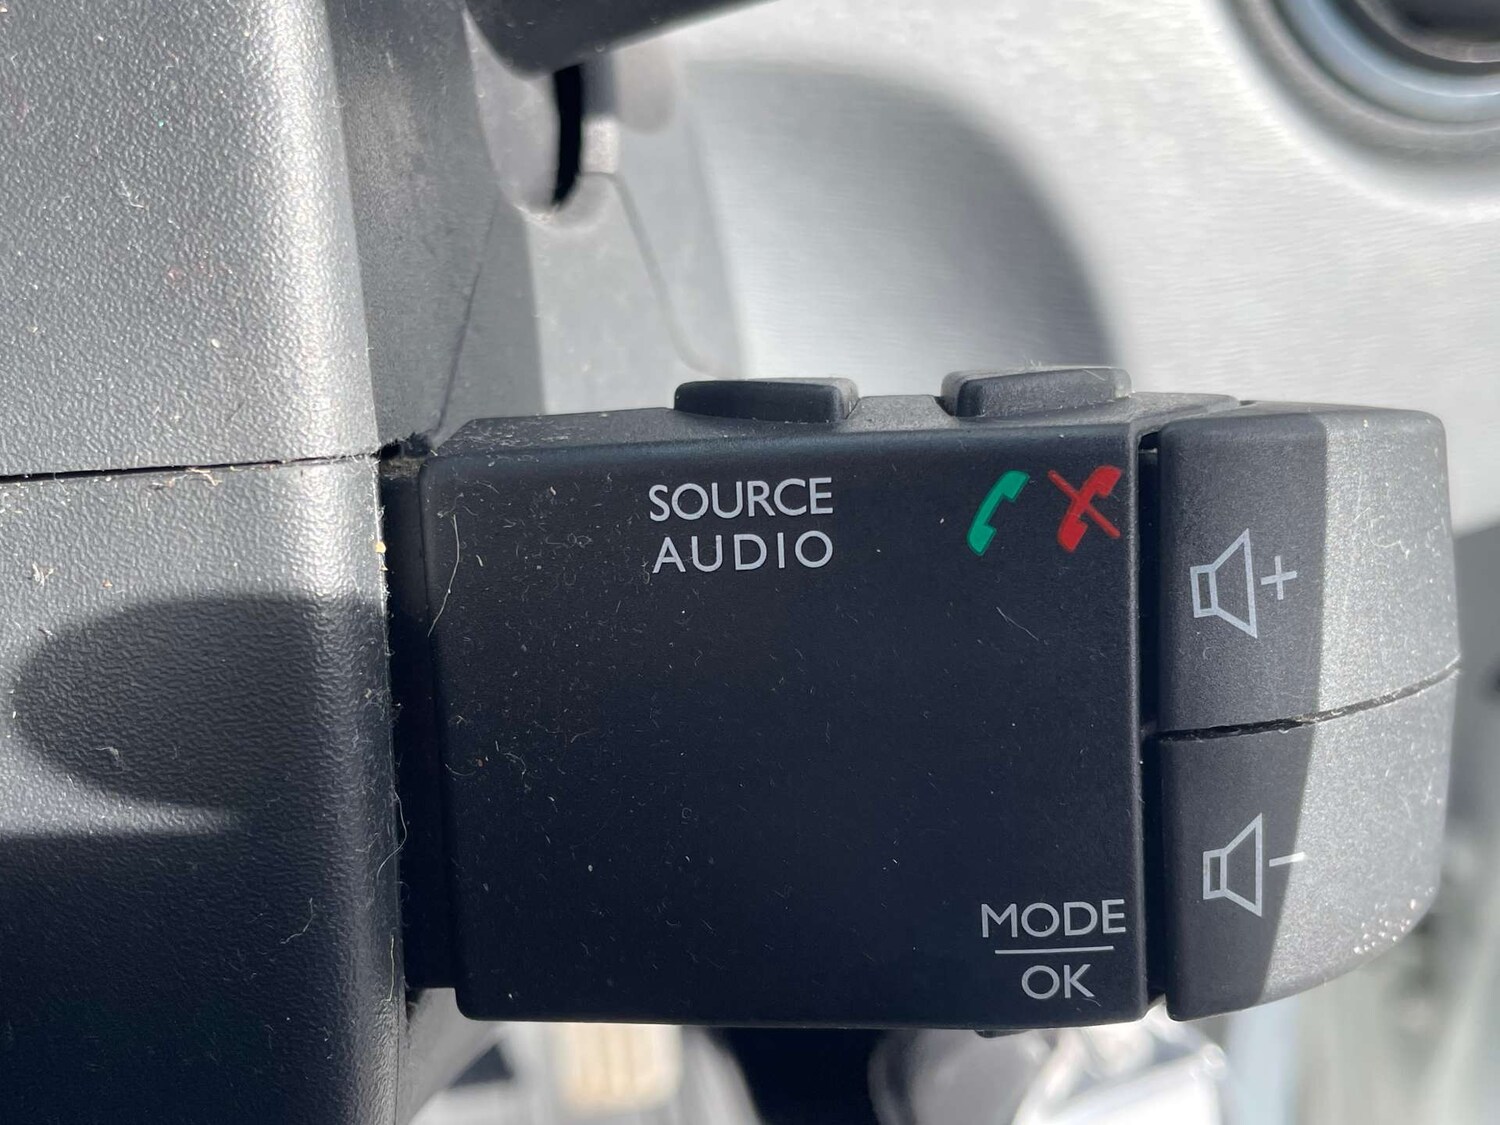 SOURCE
AUDIO
+
-
MODE
OK